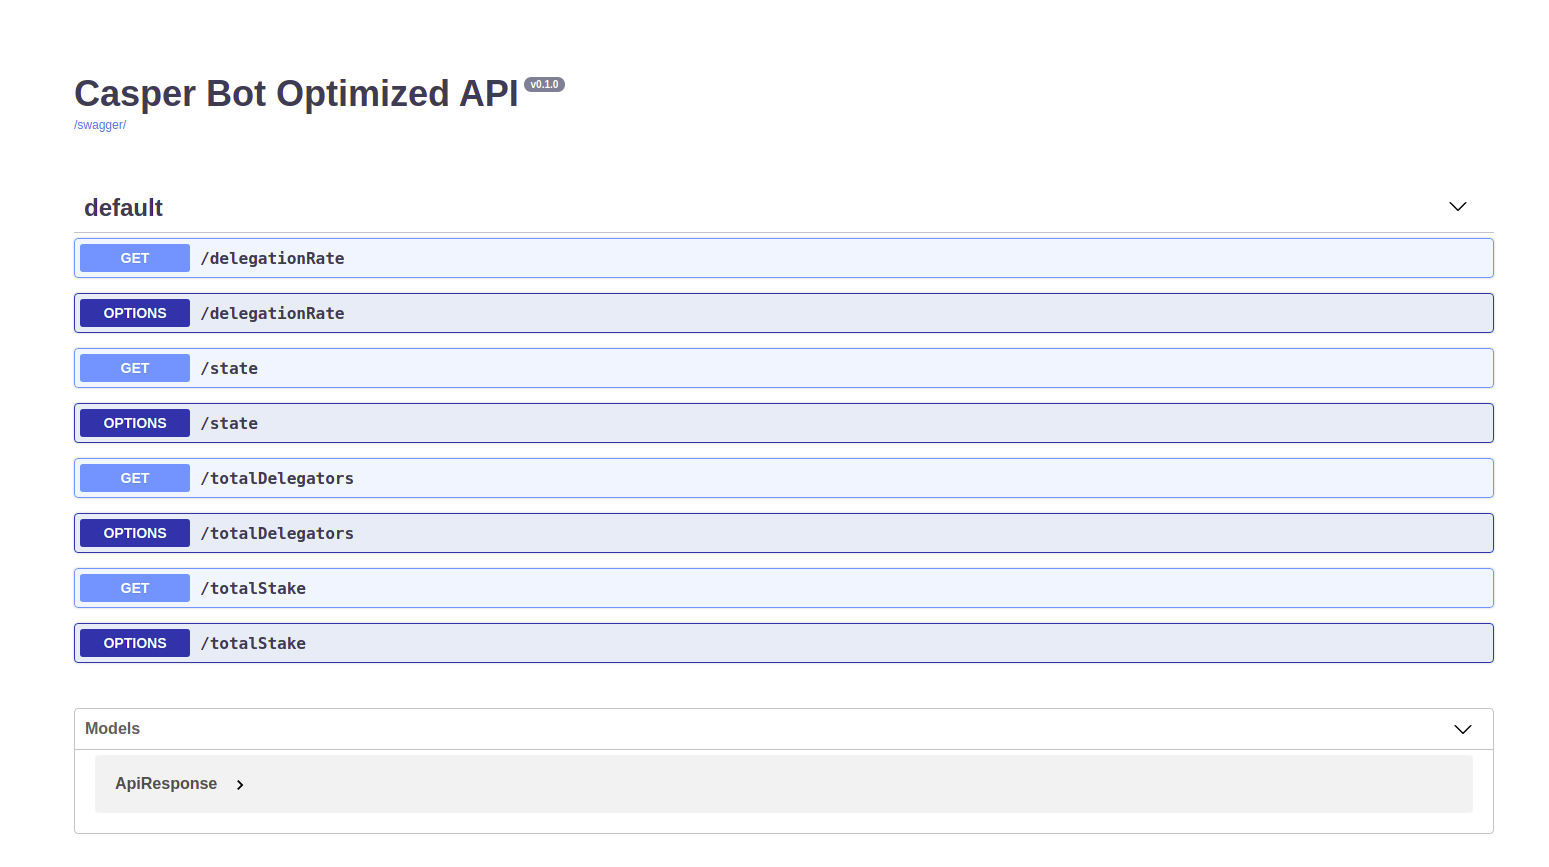 Casper Bot Optimized API v0.1.0
/swagger/
default
GET /delegationRate
OPTIONS /delegationRate
GET /state
OPTIONS /state
GET /totalDelegators
OPTIONS /totalDelegators
GET /totalStake
OPTIONS /totalStake
Models
ApiResponse